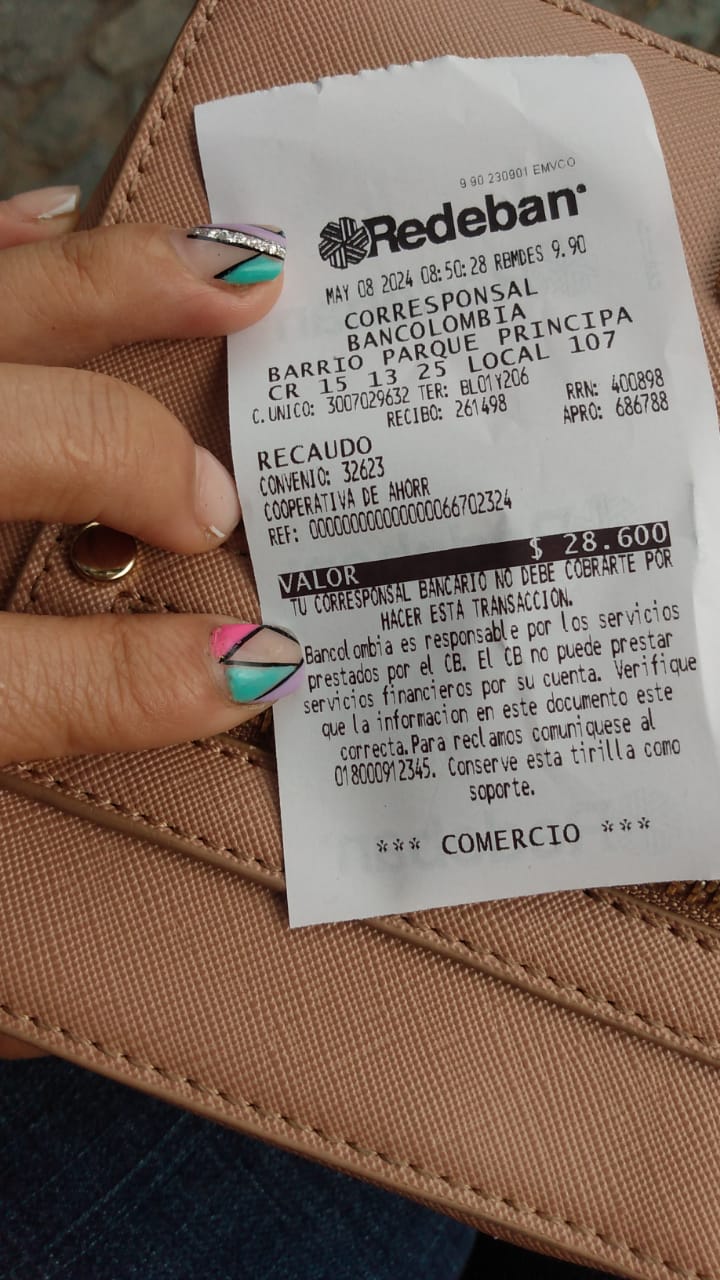 9.90 230901 EMVCO
Redeban
MAY 08 2024 08:50:28 RBMDES 9.90
CORRESPONSAL
BANCOLOMBIA
BARRIO PARQUE PRINCIPA
CR 15 13 25 LOCAL 107
C.UNICO: 3007029632 TER: BL01Y206
RECIBO: 261498 RRN: 400898
APRO: 686788
RECAUDO
CONVENIO: 32623
COOPERATIVA DE AHORR
REF: 000000000000000066702324
VALOR $ 28.600
TU CORRESPONSAL BANCARIO NO DEBE COBRARTE POR
HACER ESTA TRANSACCION.
Bancolombia es responsable por los servicios
prestados por el CB. El CB no puede prestar
servicios financieros por su cuenta. Verifique
que la informacion en este documento este
correcta.Para reclamos comuniquese al
018000912345. Conserve esta tirilla como
soporte.
*** COMERCIO ***